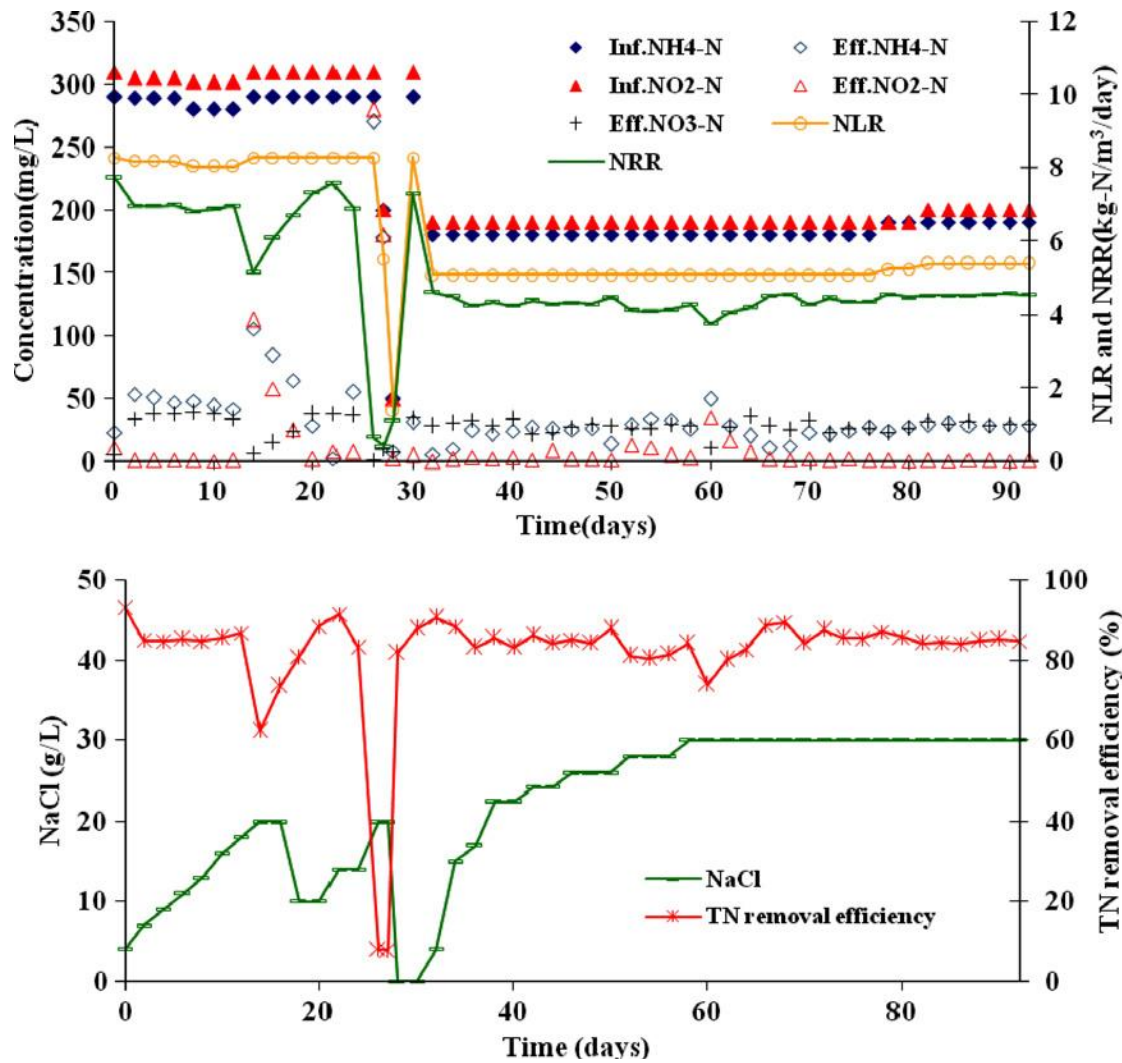 350
300
250
200
150
100
50
0
Concentration(mg/L)
Inf.NH4-N
Eff.NH4-N
Inf.NO2-N
Eff.NO2-N
Eff.NO3-N
NLR
NRR
12
10
8
6
4
2
0
NLR and NRR(kg-N/m³/day)
0 10 20 30 40 50 60 70 80 90
Time(days)
50
40
30
20
10
0
NaCl (g/L)
NaCl
TN removal efficiency
100
80
60
40
20
0
TN removal efficiency (%)
0 20 40 60 80
Time (days)